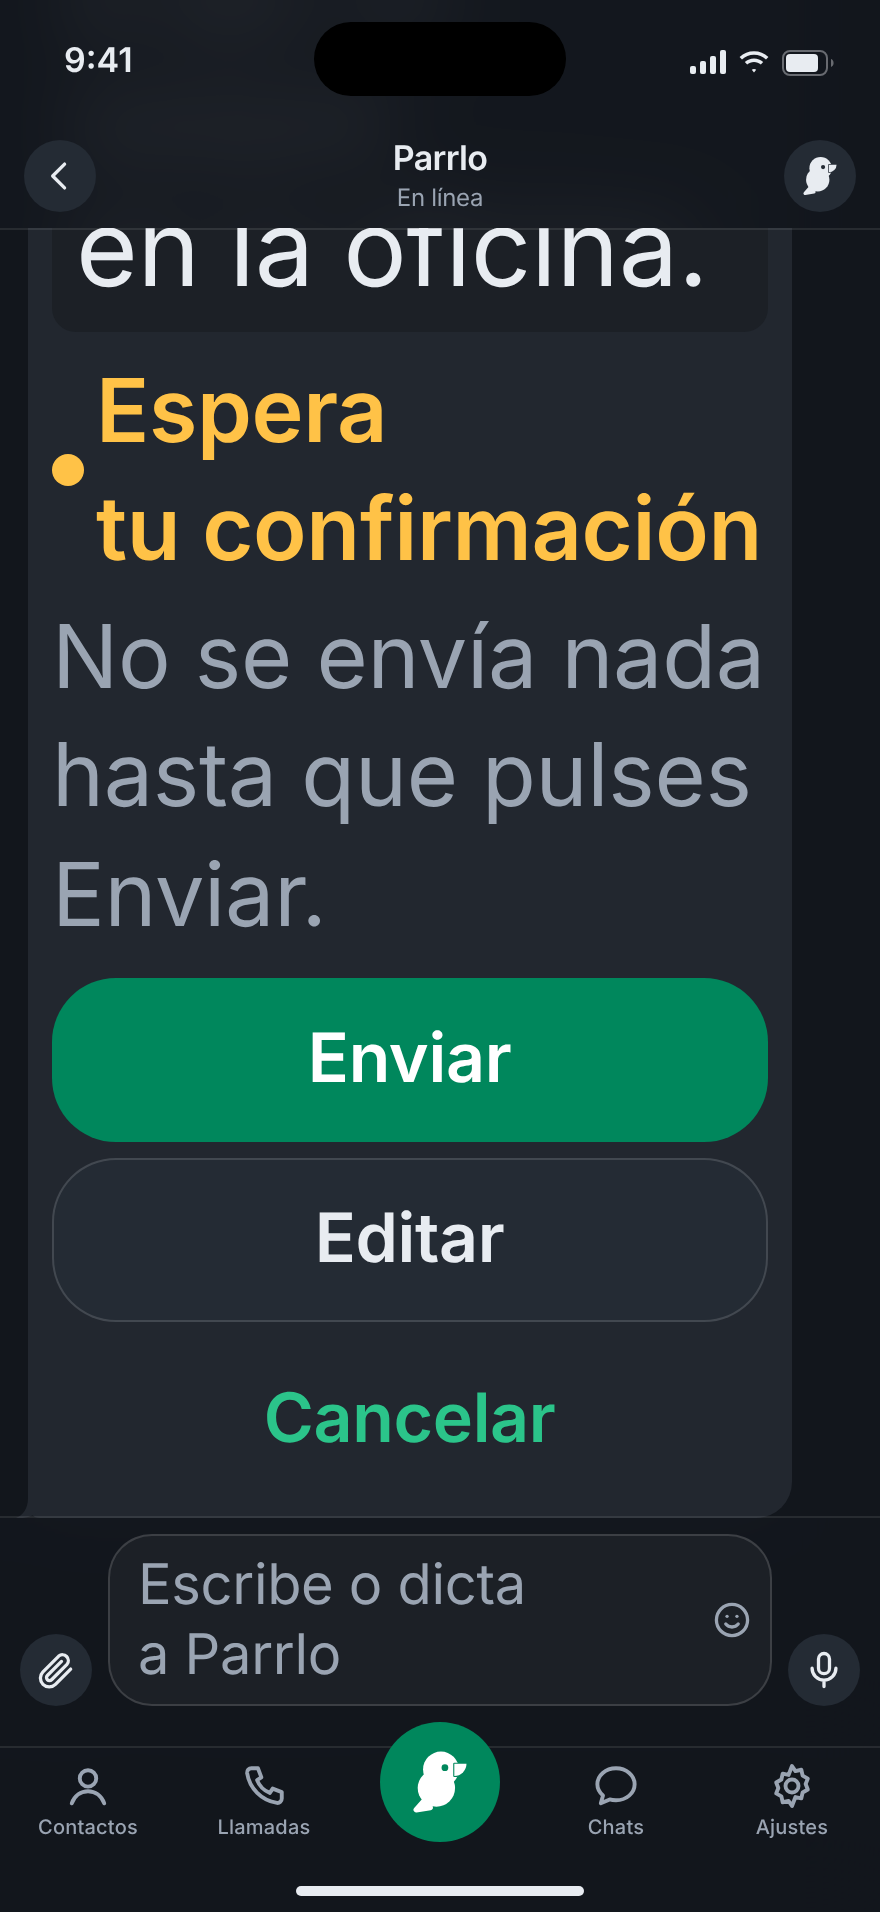 9:41
Parrlo
En línea
en la oficina.
Espera
tu confirmación
No se envía nada
hasta que pulses
Enviar.
Enviar
Editar
Cancelar
Escribe o dicta
a Parrlo
Contactos
Llamadas
Chats
Ajustes